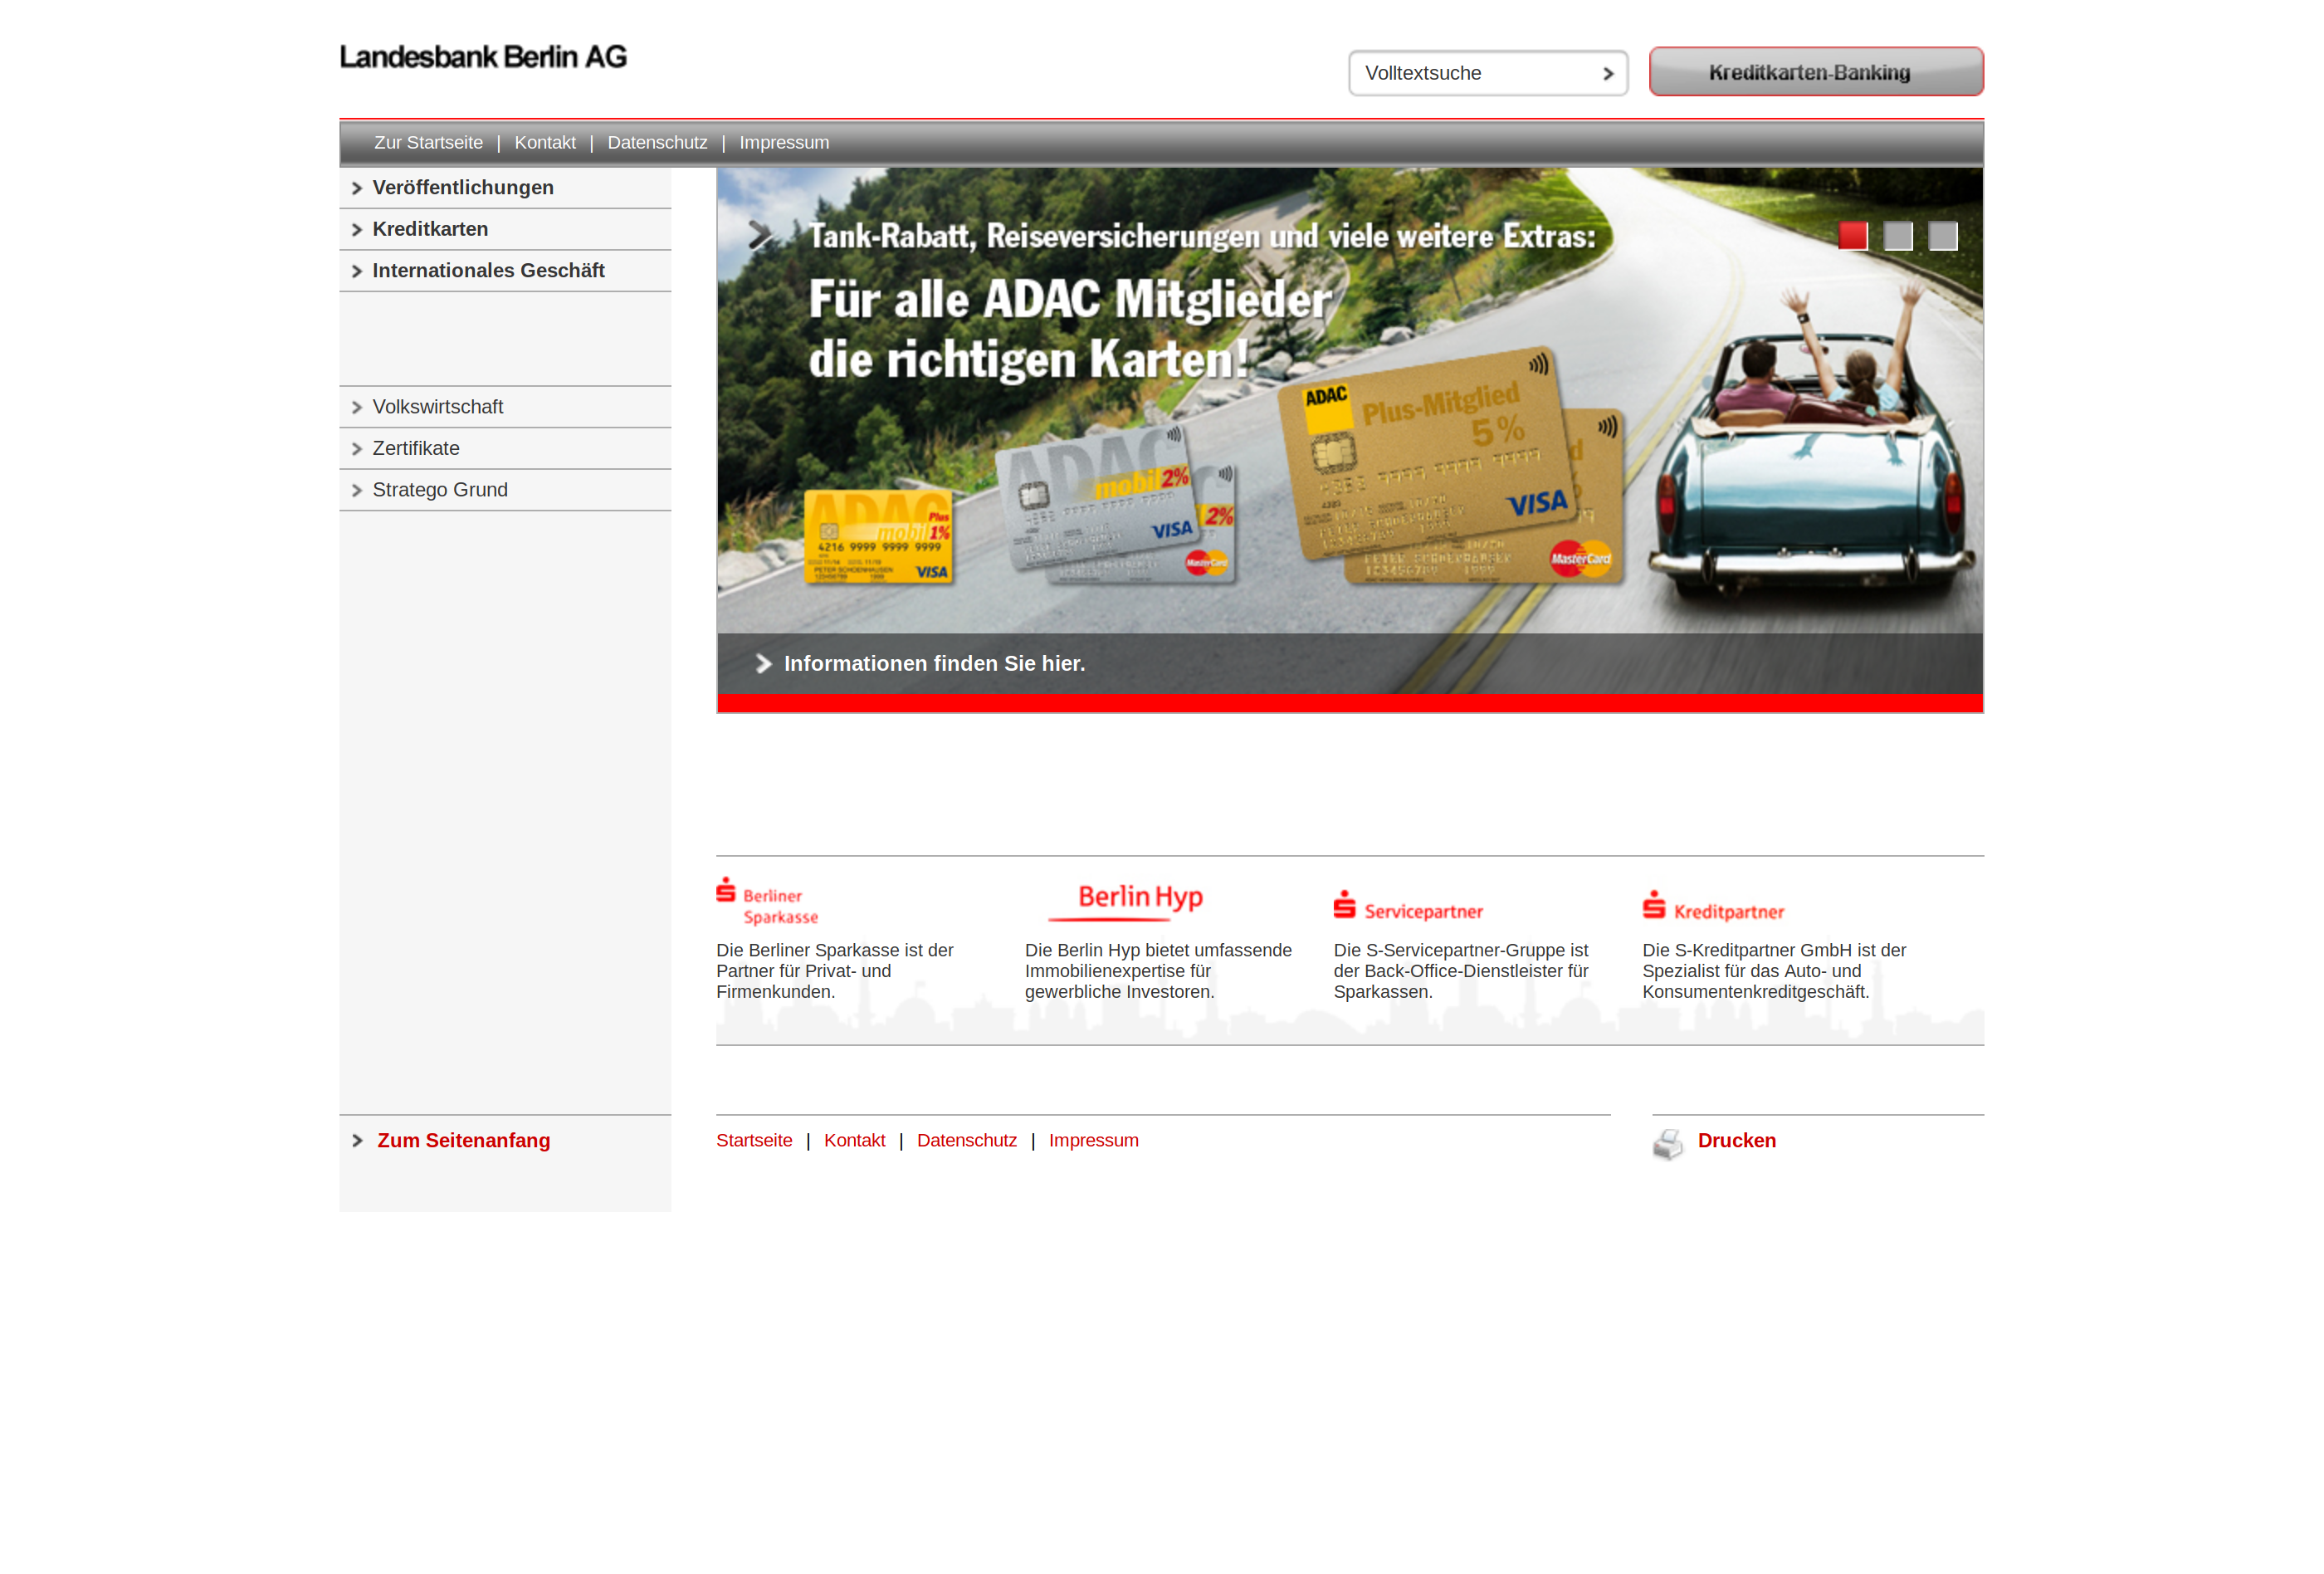 Landesbank Berlin AG
Volltextsuche
Kreditkarten-Banking
Zur Startseite | Kontakt | Datenschutz | Impressum
Veröffentlichungen
Kreditkarten
Internationales Geschäft
Volkswirtschaft
Zertifikate
Stratego Grund
Tank-Rabatt, Reiseversicherungen und viele weitere Extras:
Für alle ADAC Mitglieder
die richtigen Karten!
ADAC
Plus
mobil 1%
4216 9999 9999 9999
PETER SCHOENHAUSEN
123456789 1999
VISA
ADAC
mobil 2%
VISA
2%
MasterCard
ADAC
Plus-Mitglied
5%
VISA
MasterCard
Informationen finden Sie hier.
Berliner
Sparkasse
Die Berliner Sparkasse ist der
Partner für Privat- und
Firmenkunden.
Berlin Hyp
Die Berlin Hyp bietet umfassende
Immobilienexpertise für
gewerbliche Investoren.
Servicepartner
Die S-Servicepartner-Gruppe ist
der Back-Office-Dienstleister für
Sparkassen.
Kreditpartner
Die S-Kreditpartner GmbH ist der
Spezialist für das Auto- und
Konsumentenkreditgeschäft.
Zum Seitenanfang
Startseite | Kontakt | Datenschutz | Impressum
Drucken